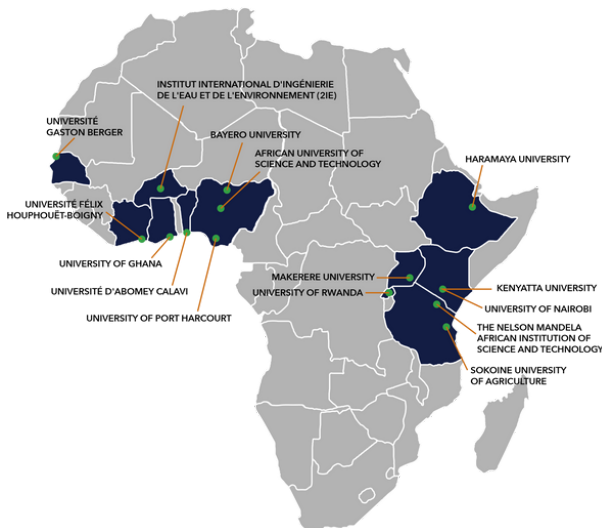 INSTITUT INTERNATIONAL D'INGÉNIERIE
DE L'EAU ET DE L'ENVIRONNEMENT (2IE)
UNIVERSITÉ
GASTON BERGER
BAYERO UNIVERSITY
AFRICAN UNIVERSITY OF
SCIENCE AND TECHNOLOGY
HARAMAYA UNIVERSITY
UNIVERSITÉ FÉLIX
HOUPHOUËT-BOIGNY
UNIVERSITY OF GHANA
UNIVERSITÉ D'ABOMEY CALAVI
UNIVERSITY OF PORT HARCOURT
MAKERERE UNIVERSITY
UNIVERSITY OF RWANDA
KENYATTA UNIVERSITY
UNIVERSITY OF NAIROBI
THE NELSON MANDELA
AFRICAN INSTITUTION OF
SCIENCE AND TECHNOLOGY
SOKOINE UNIVERSITY
OF AGRICULTURE